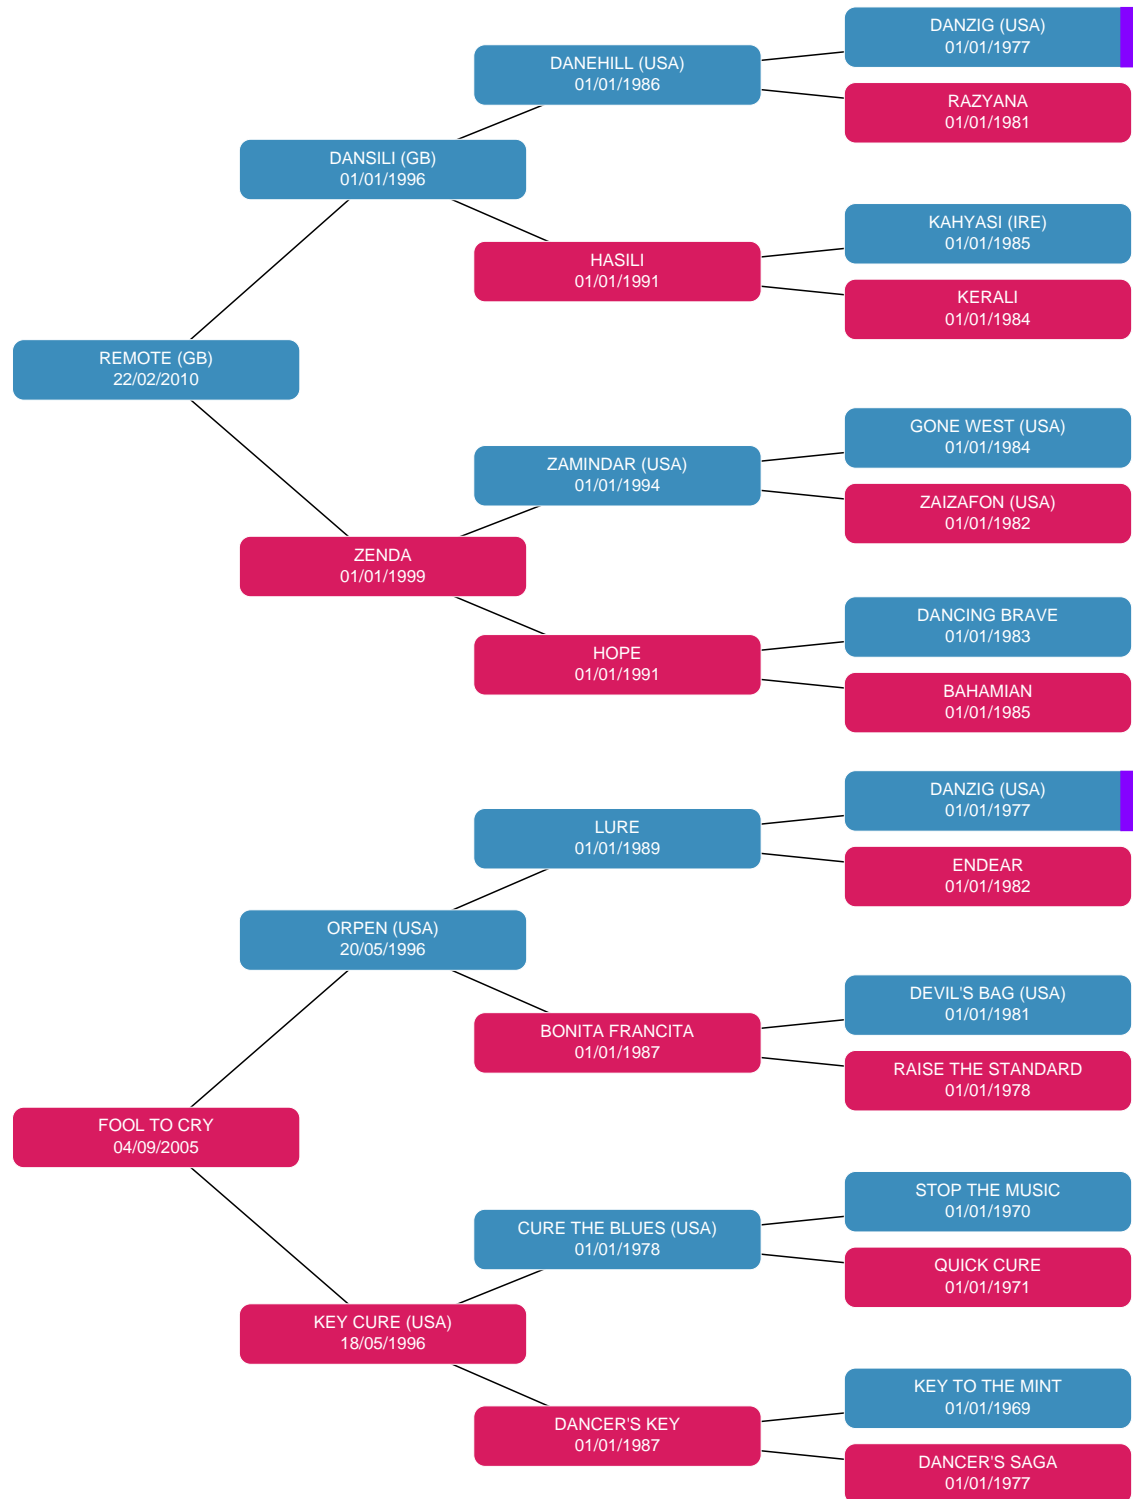 DANZIG (USA)
01/01/1977
DANEHILL (USA)
01/01/1986
RAZYANA
01/01/1981
DANSILI (GB)
01/01/1996
KAHYASI (IRE)
01/01/1985
HASILI
01/01/1991
KERALI
01/01/1984
REMOTE (GB)
22/02/2010
GONE WEST (USA)
01/01/1984
ZAMINDAR (USA)
01/01/1994
ZAIZAFON (USA)
01/01/1982
ZENDA
01/01/1999
DANCING BRAVE
01/01/1983
HOPE
01/01/1991
BAHAMIAN
01/01/1985
DANZIG (USA)
01/01/1977
LURE
01/01/1989
ENDEAR
01/01/1982
ORPEN (USA)
20/05/1996
DEVIL'S BAG (USA)
01/01/1981
BONITA FRANCITA
01/01/1987
RAISE THE STANDARD
01/01/1978
FOOL TO CRY
04/09/2005
STOP THE MUSIC
01/01/1970
CURE THE BLUES (USA)
01/01/1978
QUICK CURE
01/01/1971
KEY CURE (USA)
18/05/1996
KEY TO THE MINT
01/01/1969
DANCER'S KEY
01/01/1987
DANCER'S SAGA
01/01/1977